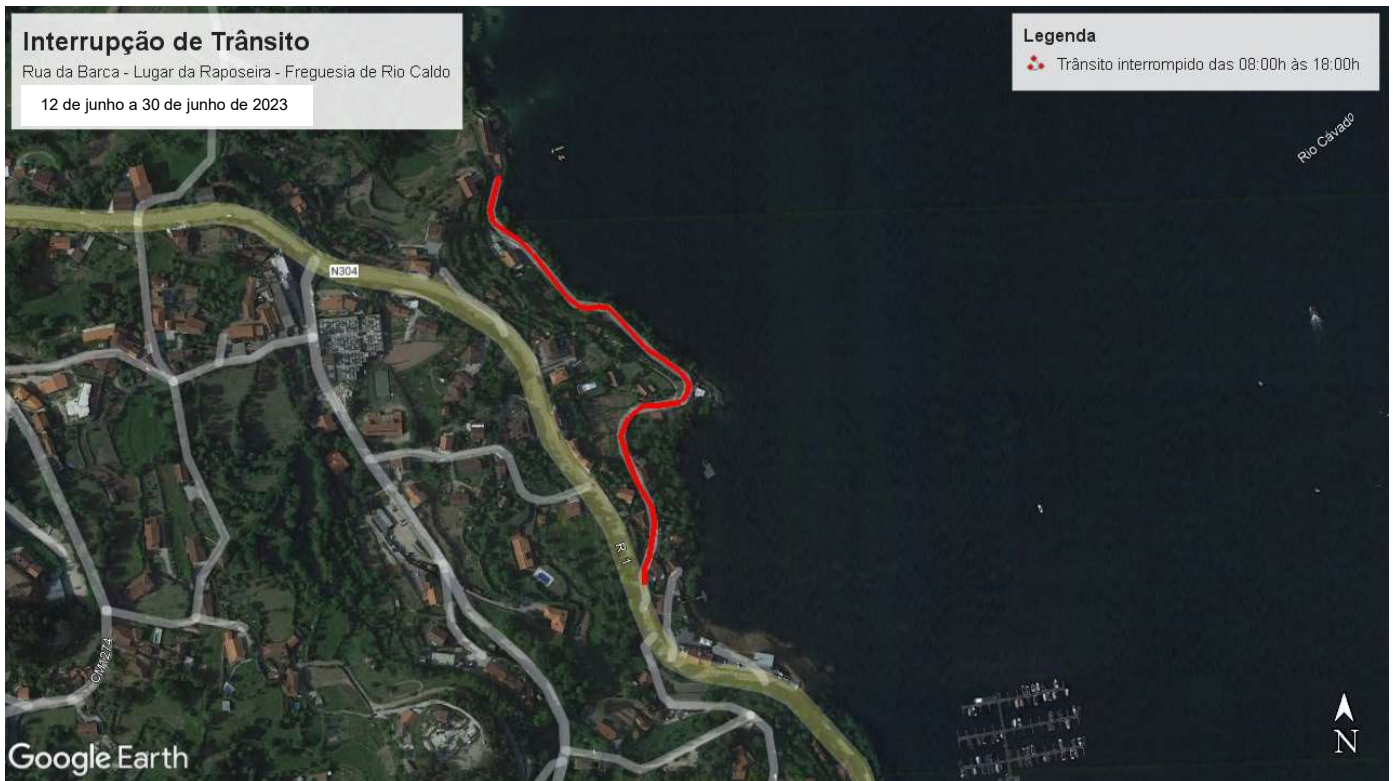 Interrupção de Trânsito
Rua da Barca - Lugar da Raposeira - Freguesia de Rio Caldo
12 de junho a 30 de junho de 2023
Legenda
Trânsito interrompido das 08:00h às 18:00h
Rio Cávado
N304
R 1
CM1274
Google Earth
N